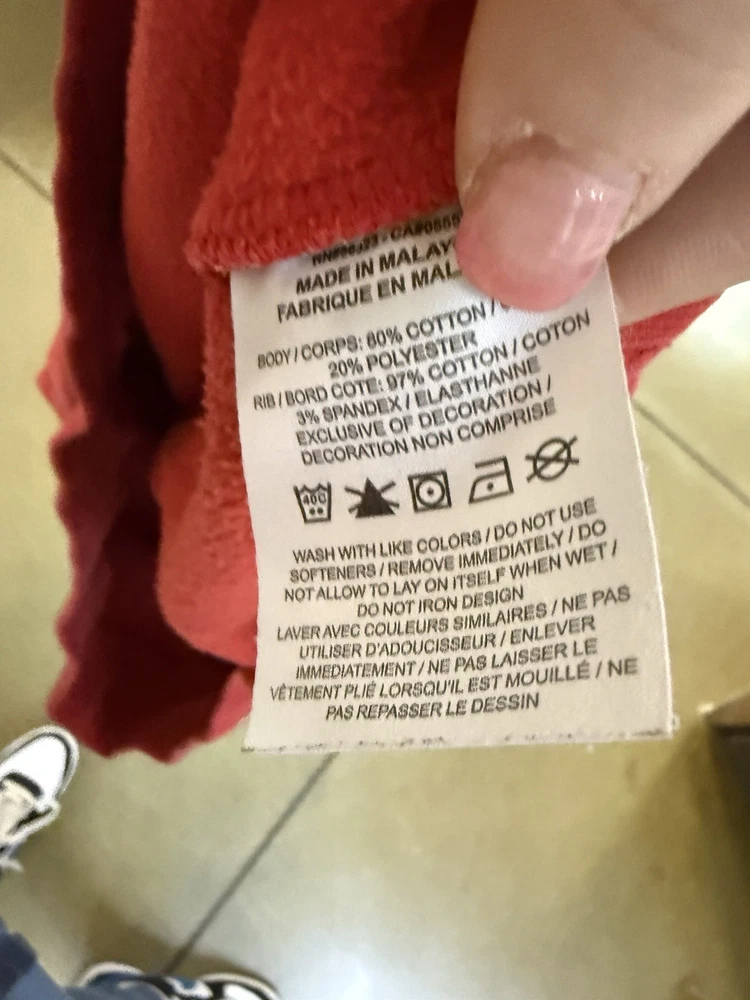 MADE IN
FABRIQUE EN
BODY / CORPS: 80% COTTON /
20% POLYESTER
RIB / BORD COTE: 97% COTTON / COTON
3% SPANDEX / ELASTHANNE
EXCLUSIVE OF DECORATION /
DECORATION NON COMPRISE
40C
WASH WITH LIKE COLORS / DO NOT USE
SOFTENERS / REMOVE IMMEDIATELY / DO
NOT ALLOW TO LAY ON ITSELF WHEN WET /
DO NOT IRON DESIGN
LAVER AVEC COULEURS SIMILAIRES / NE PAS
UTILISER D'ADOUCISSEUR / ENLEVER
IMMEDIATEMENT / NE PAS LAISSER LE
VÊTEMENT PLIÉ LORSQU'IL EST MOUILLÉ / NE
PAS REPASSER LE DESSIN